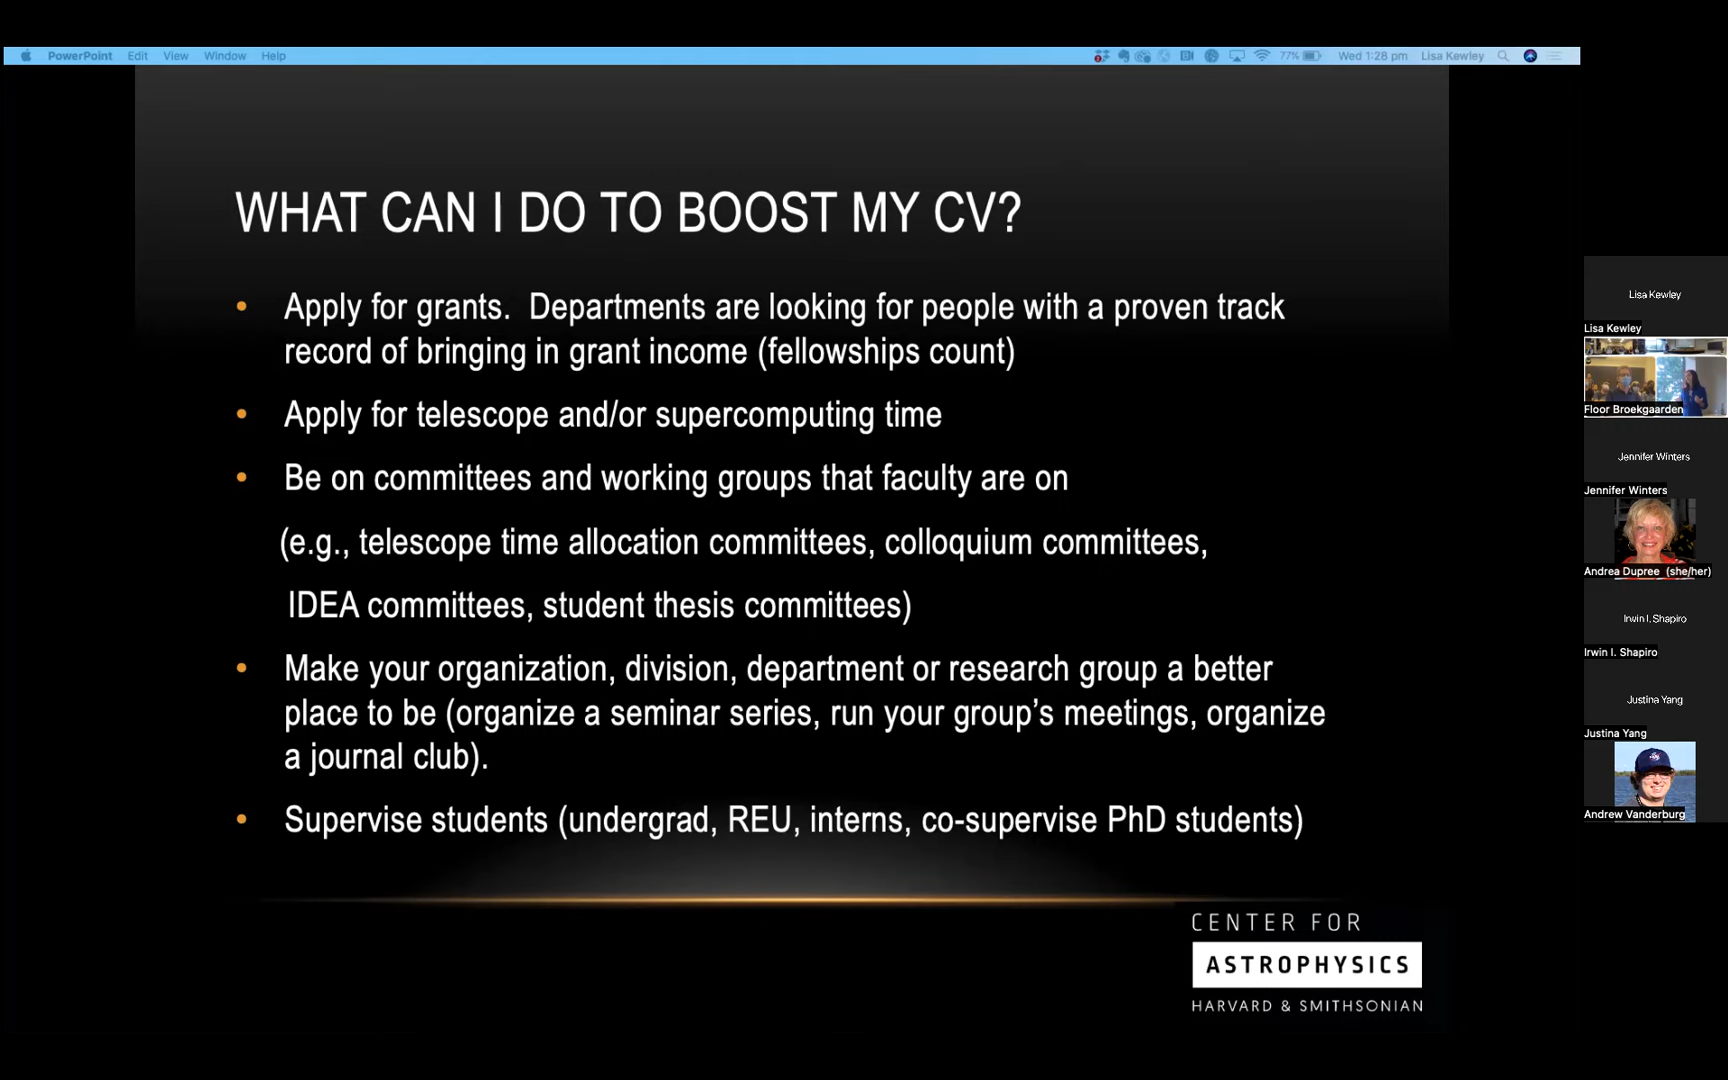 PowerPoint Edit View Window Help 77% Wed 1:28 pm Lisa Kewley
WHAT CAN I DO TO BOOST MY CV?
• Apply for grants. Departments are looking for people with a proven track
record of bringing in grant income (fellowships count)
• Apply for telescope and/or supercomputing time
• Be on committees and working groups that faculty are on
(e.g., telescope time allocation committees, colloquium committees,
IDEA committees, student thesis committees)
• Make your organization, division, department or research group a better
place to be (organize a seminar series, run your group’s meetings, organize
a journal club).
• Supervise students (undergrad, REU, interns, co-supervise PhD students)
CENTER FOR
ASTROPHYSICS
HARVARD & SMITHSONIAN
Lisa Kewley
Lisa Kewley
Floor Broekgaarden
Jennifer Winters
Jennifer Winters
Andrea Dupree (she/her)
Irwin I. Shapiro
Irwin I. Shapiro
Justina Yang
Justina Yang
Andrew Vanderburg